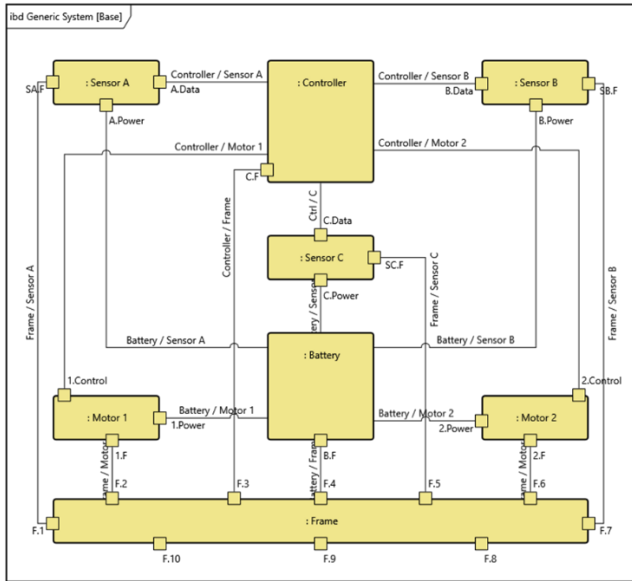 ibd Generic System [Base]
: Sensor A
SA.F
A.Data
A.Power
Controller / Sensor A
: Controller
Controller / Sensor B
: Sensor B
B.Data
SB.F
B.Power
Controller / Motor 1
Controller / Motor 2
C.F
Ctrl / C
C.Data
Controller / Frame
: Sensor C
SC.F
C.Power
Frame / Sensor C
Frame / Sensor A
Frame / Sensor B
Battery / Sensor A
: Battery
Battery / Sensor B
1.Control
2.Control
: Motor 1
Battery / Motor 1
1.Power
Battery / Motor 2
2.Power
: Motor 2
1.F
B.F
2.F
F.2
F.3
F.4
F.5
F.6
F.1
: Frame
F.7
F.10
F.9
F.8